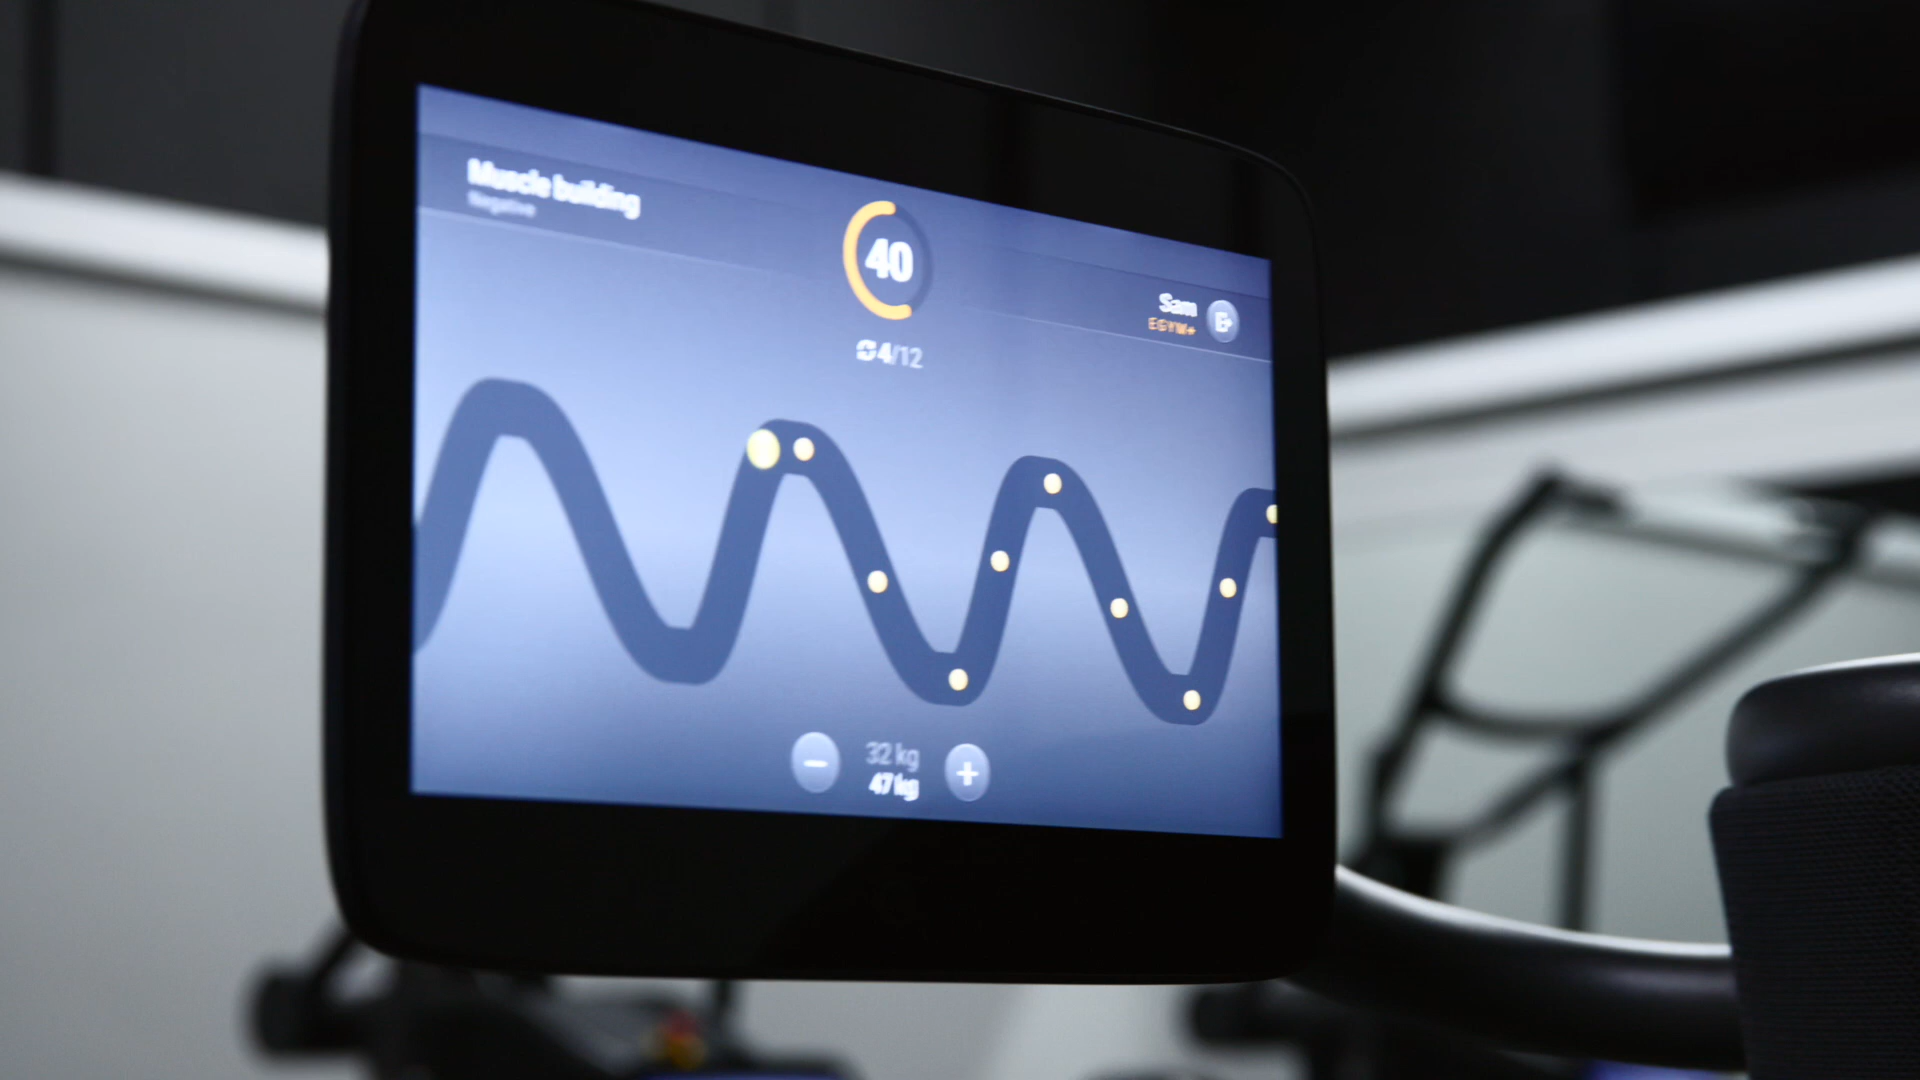 Muscle building
Negative
40
4/12
Sam
EGYM+
32 kg
47 kg